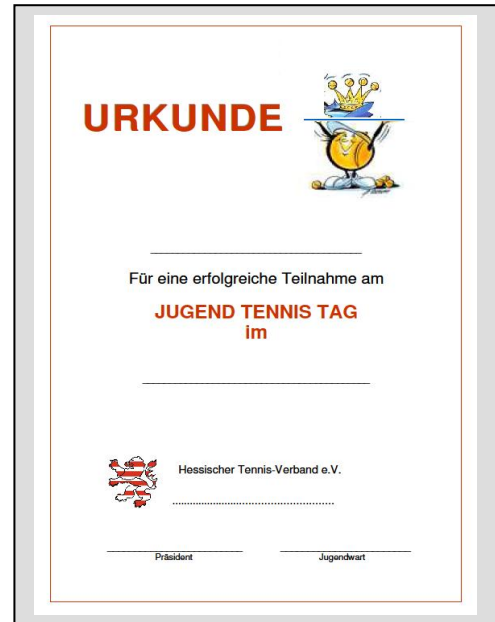 URKUNDE
Für eine erfolgreiche Teilnahme am
JUGEND TENNIS TAG
im
Hessischer Tennis-Verband e.V.
Präsident Jugendwart